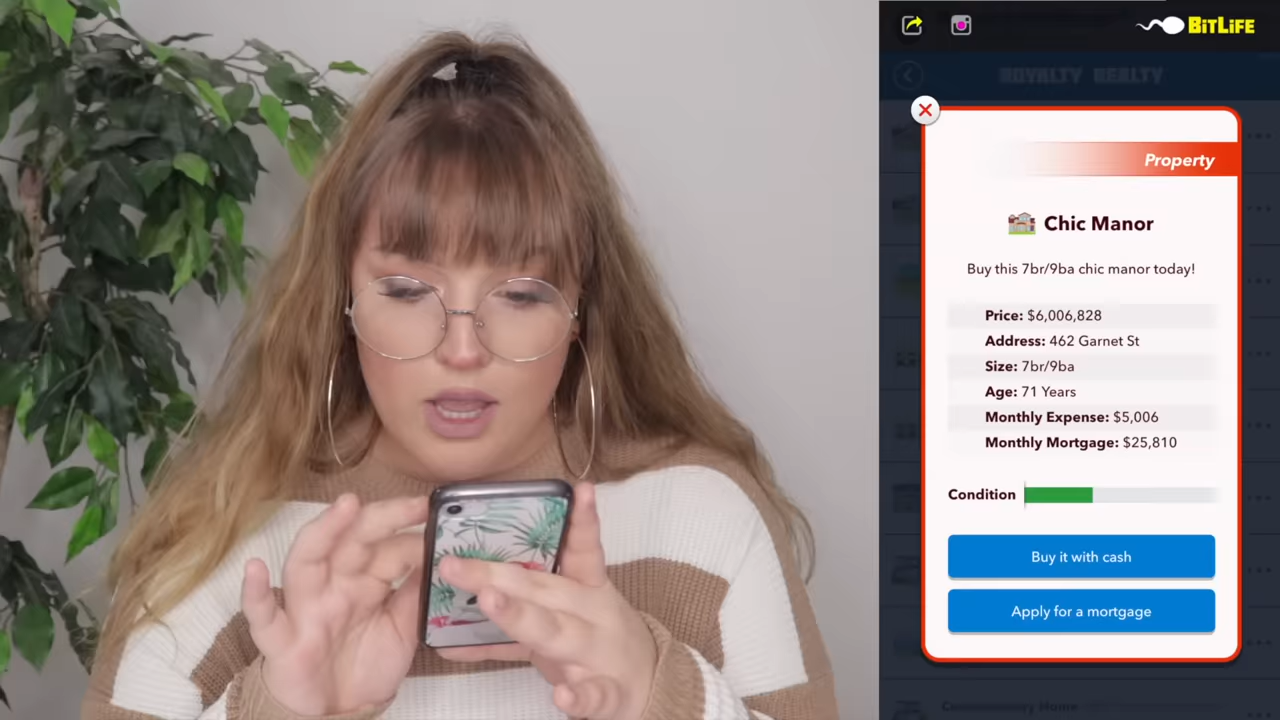 BITLIFE
ROYALTY REALTY
Property
Chic Manor
Buy this 7br/9ba chic manor today!
Price: $6,006,828
Address: 462 Garnet St
Size: 7br/9ba
Age: 71 Years
Monthly Expense: $5,006
Monthly Mortgage: $25,810
Condition
Buy it with cash
Apply for a mortgage